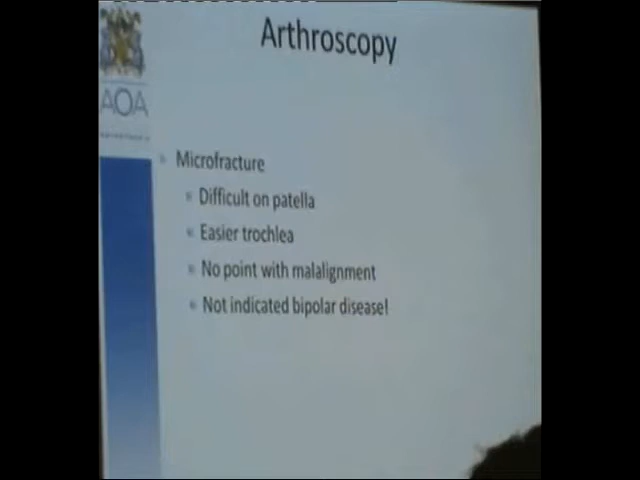 Arthroscopy
AOA
Microfracture
Difficult on patella
Easier trochlea
No point with malalignment
Not indicated bipolar disease!